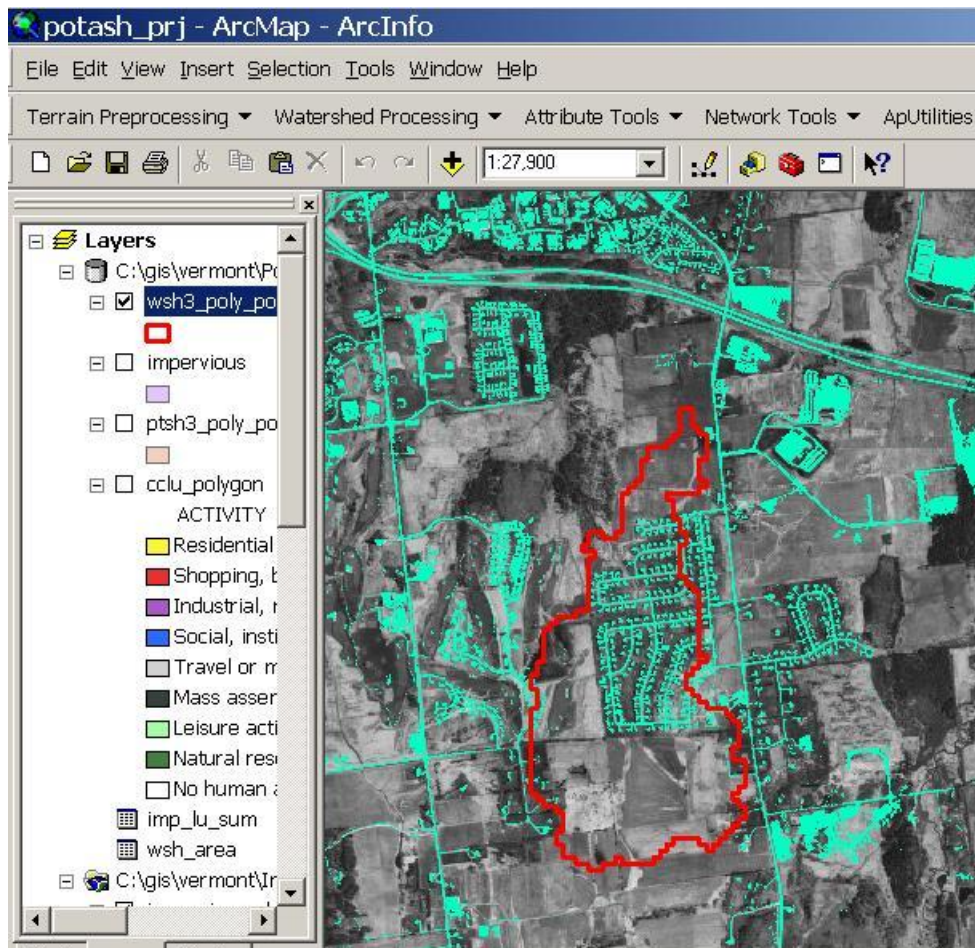 potash_prj - ArcMap - ArcInfo
File Edit View Insert Selection Tools Window Help
Terrain Preprocessing Watershed Processing Attribute Tools Network Tools ApUtilities
1:27,900
Layers
C:\gis\vermont\Po
wsh3_poly_po
impervious
ptsh3_poly_po
cclu_polygon
ACTIVITY
Residential
Shopping, b
Industrial, r
Social, insti
Travel or m
Mass asser
Leisure acti
Natural res
No human a
imp_lu_sum
wsh_area
C:\gis\vermont\Ir